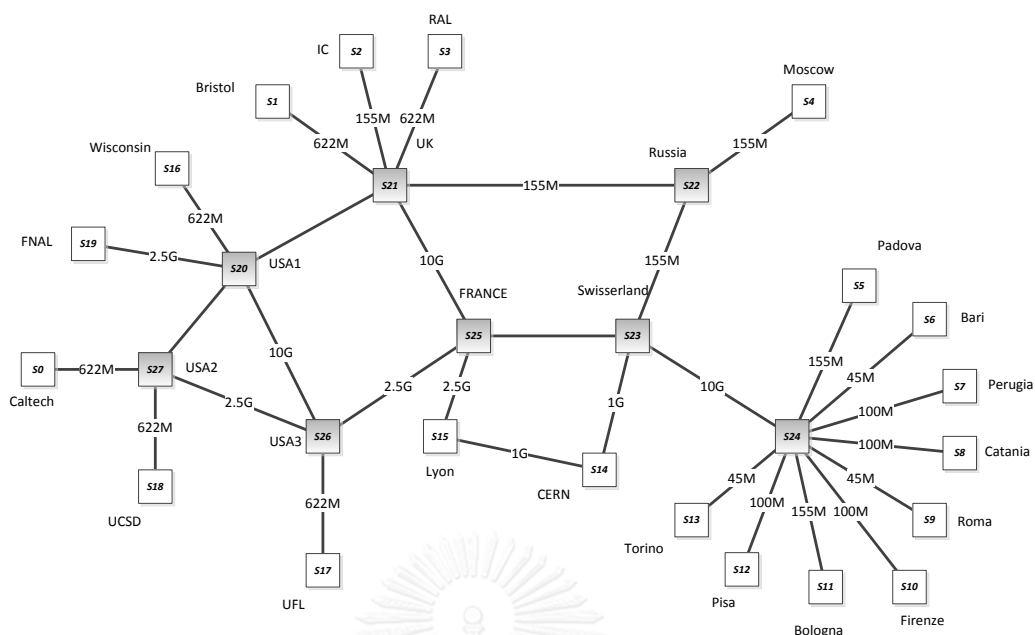 IC
RAL
S2
S3
Bristol
S1
Moscow
S4
155M
622M
622M
UK
155M
Wisconsin
S16
Russia
S21
155M
S22
622M
FNAL
S19
2.5G
S20
USA1
10G
155M
Padova
S5
FRANCE
Swisserland
S6
Bari
S25
S23
10G
S0
622M
S27
USA2
Caltech
155M
45M
S7
Perugia
2.5G
2.5G
2.5G
10G
1G
100M
622M
USA3
S26
S15
S24
100M
S8
Catania
Lyon
1G
S14
CERN
S18
UCSD
622M
45M
100M
155M
100M
45M
S13
Torino
S9
Roma
S17
UFL
S12
Pisa
S11
Bologna
S10
Firenze